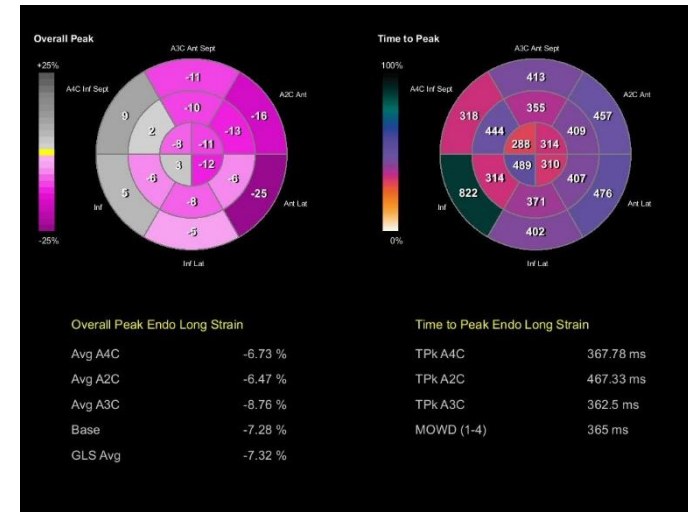 Overall Peak
Time to Peak
A3C Ant Sept
A3C Ant Sept
+25%
100%
A4C Inf Sept
A2C Ant
A4C Inf Sept
A2C Ant
-11
413
9
-10
-16
318
355
457
2
-13
444
409
-8
-11
288
314
3
-12
489
310
5
-6
-6
-25
822
314
407
476
-8
371
-5
402
Inf
Ant Lat
Inf
Ant Lat
-25%
0%
Inf Lat
Inf Lat
Overall Peak Endo Long Strain
Avg A4C -6.73 %
Avg A2C -6.47 %
Avg A3C -8.76 %
Base -7.28 %
GLS Avg -7.32 %
Time to Peak Endo Long Strain
TPk A4C 367.78 ms
TPk A2C 467.33 ms
TPk A3C 362.5 ms
MOWD (1-4) 365 ms